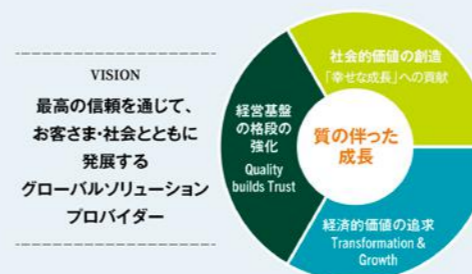 VISION
最高の信頼を通じて、
お客さま・社会とともに
発展する
グローバルソリューション
プロバイダー
社会的価値の創造
「幸せな成長」への貢献
経営基盤
の格段の
強化
Quality
builds Trust
質の伴った
成長
経済的価値の追求
Transformation &
Growth